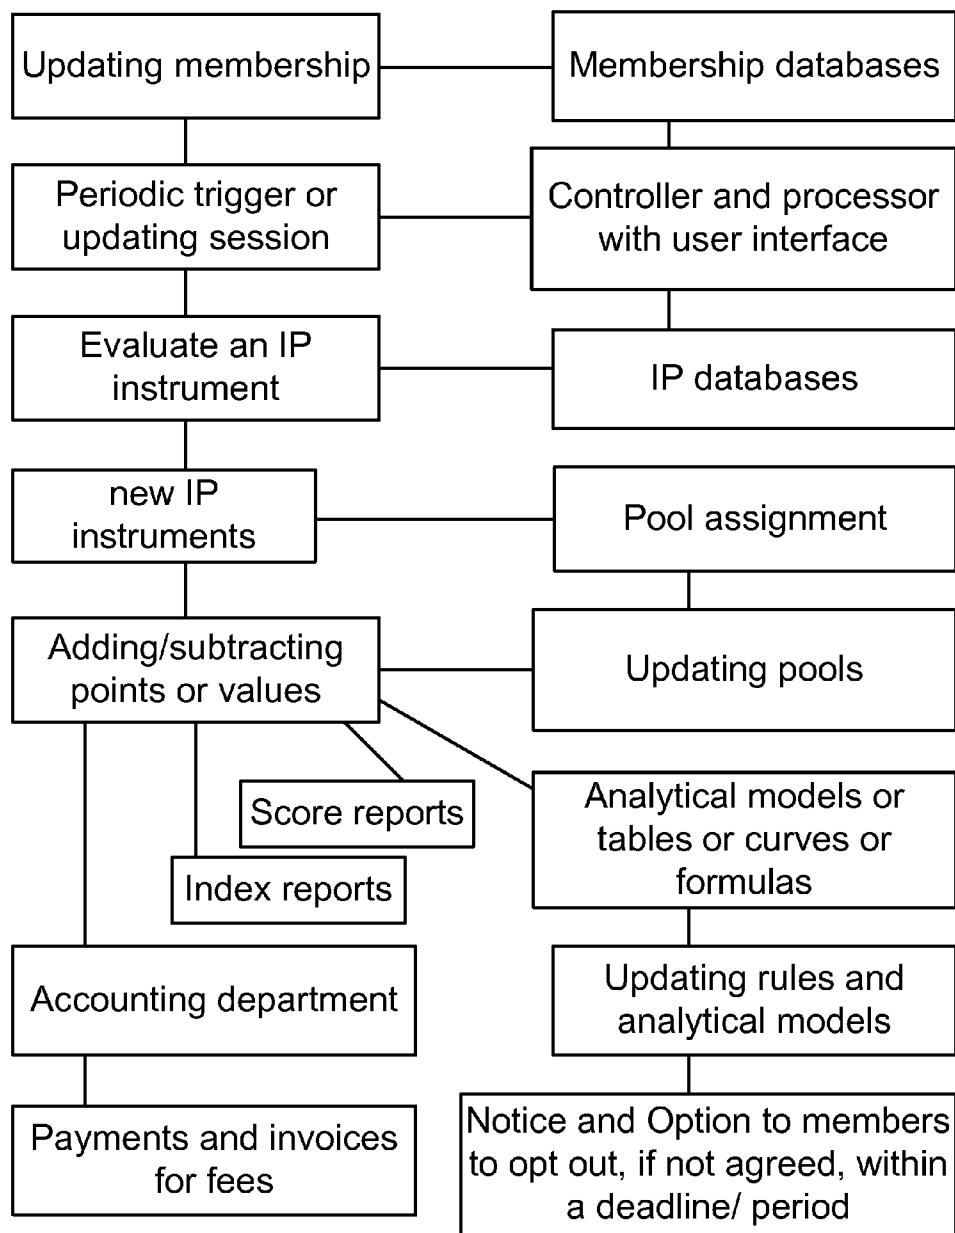 Updating membership
Membership databases
Periodic trigger or
updating session
Controller and processor
with user interface
Evaluate an IP
instrument
IP databases
new IP
instruments
Pool assignment
Adding/subtracting
points or values
Updating pools
Score reports
Analytical models or
tables or curves or
formulas
Index reports
Accounting department
Updating rules and
analytical models
Payments and invoices
for fees
Notice and Option to members
to opt out, if not agreed, within
a deadline/ period